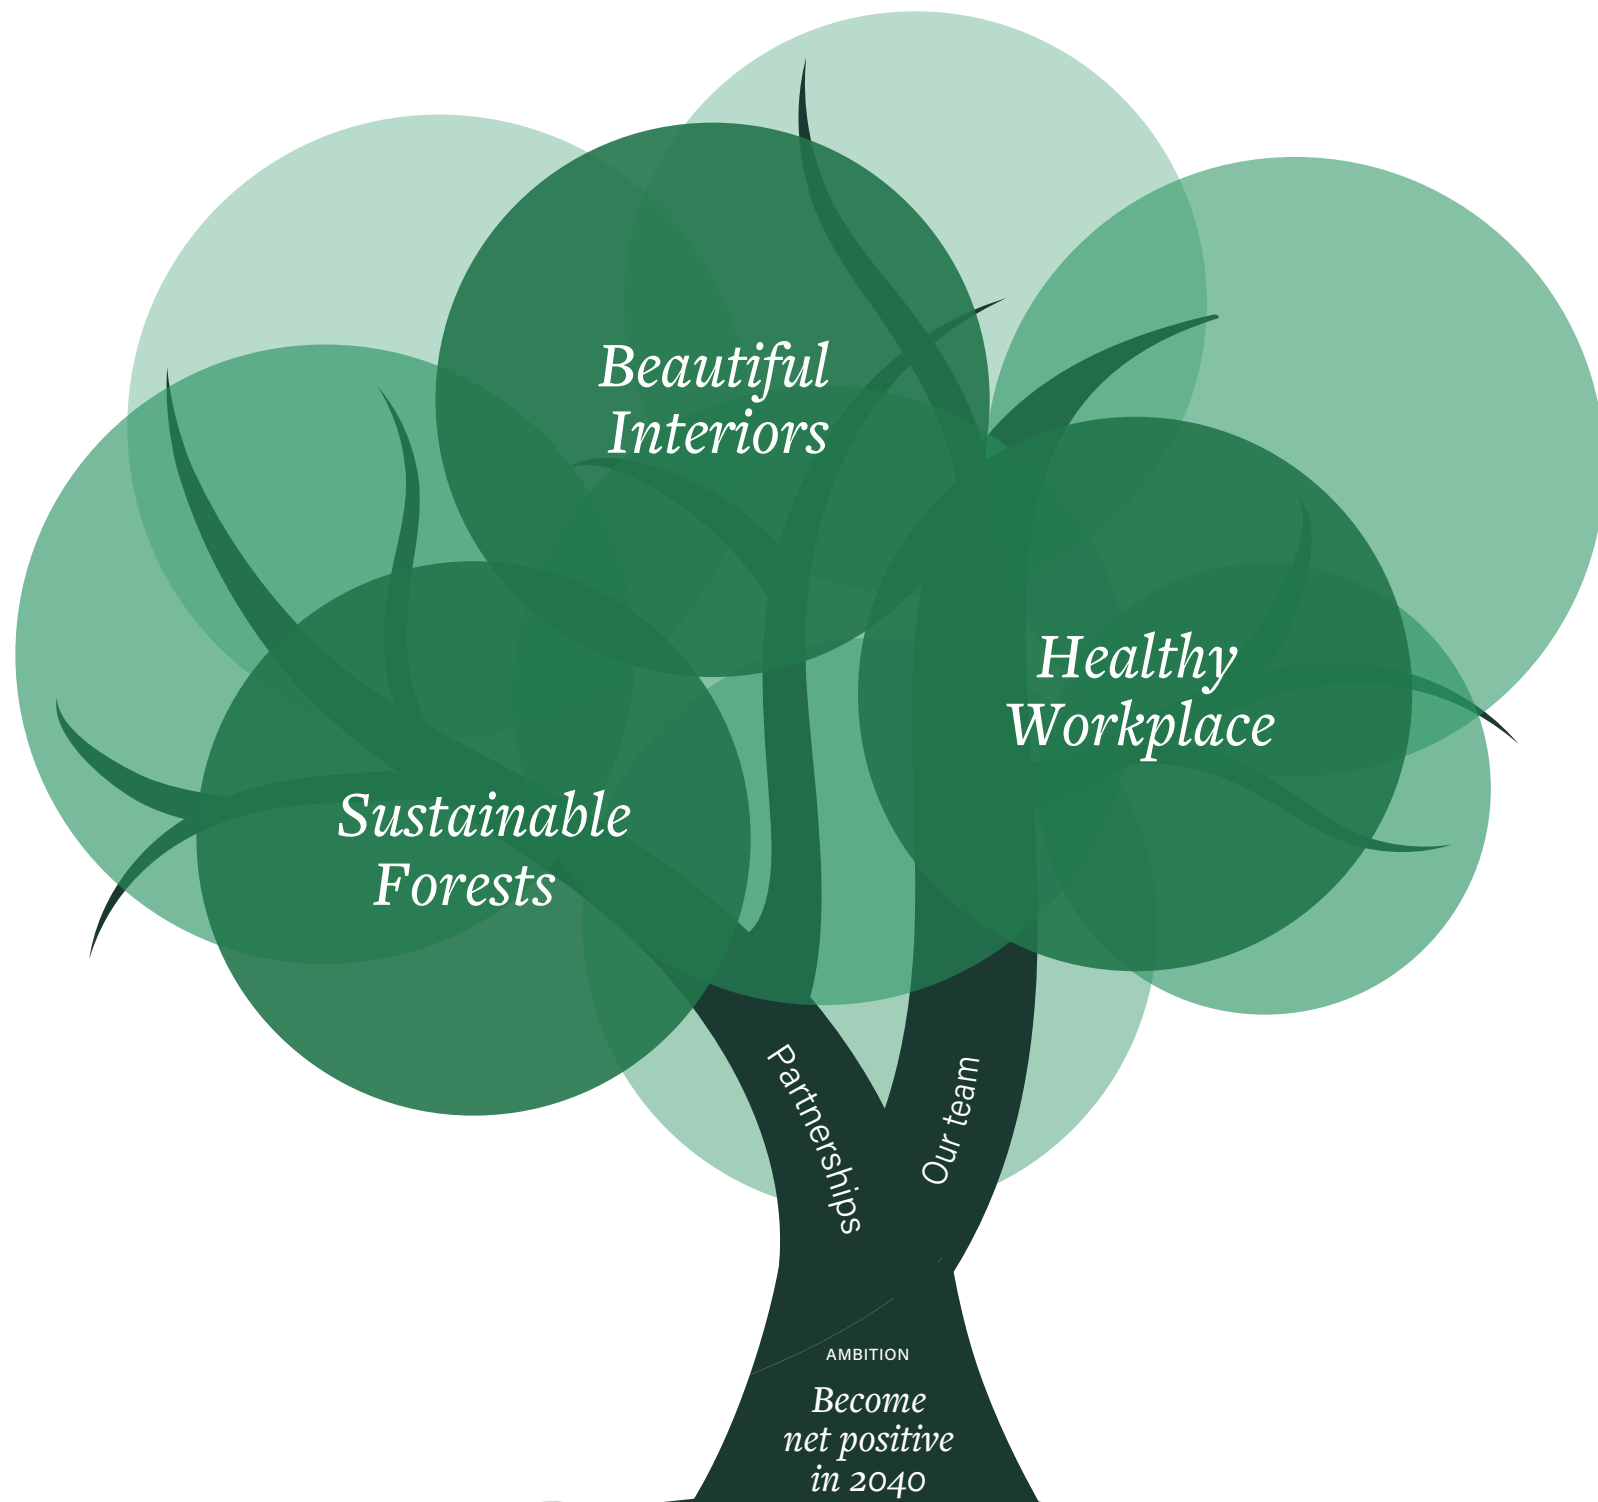 Beautiful
Interiors
Healthy
Workplace
Sustainable
Forests
Partnerships
Our team
AMBITION
Become
net positive
in 2040